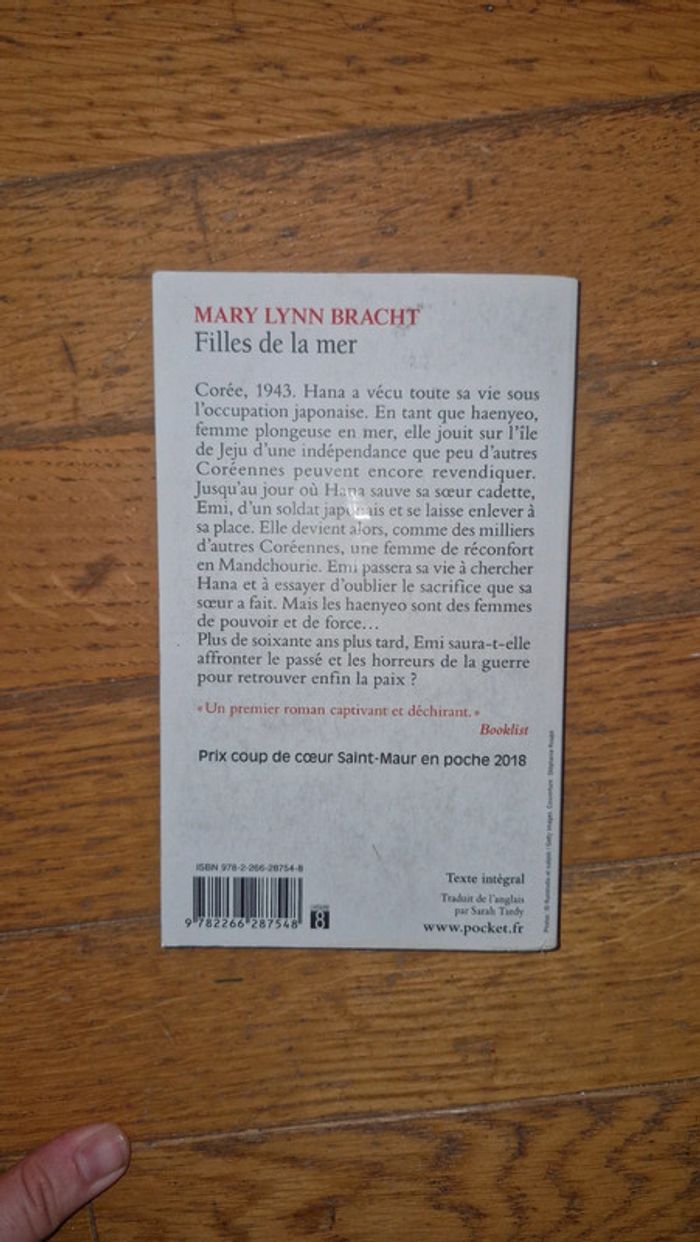 MARY LYNN BRACHT
Filles de la mer
Corée, 1943. Hana a vécu toute sa vie sous
l'occupation japonaise. En tant que haenyeo,
femme plongeuse en mer, elle jouit sur l'île
de Jeju d'une indépendance que peu d'autres
Coréennes peuvent encore revendiquer.
Jusqu'au jour où Hana sauve sa sœur cadette,
Emi, d'un soldat japonais et se laisse enlever à
sa place. Elle devient alors, comme des milliers
d'autres Coréennes, une femme de réconfort
en Mandchourie. Emi passera sa vie à chercher
Hana et à essayer d'oublier le sacrifice que sa
sœur a fait. Mais les haenyeo sont des femmes
de pouvoir et de force…
Plus de soixante ans plus tard, Emi saura-t-elle
affronter le passé et les horreurs de la guerre
pour retrouver enfin la paix ?
« Un premier roman captivant et déchirant. »
Booklist
Prix coup de cœur Saint-Maur en poche 2018
ISBN 978-2-266-28754-8
9 782266 287548
8
Texte intégral
Traduit de l'anglais
par Sarah Tardy
www.pocket.fr
/ Getty Images. Couverture : Stéphanie